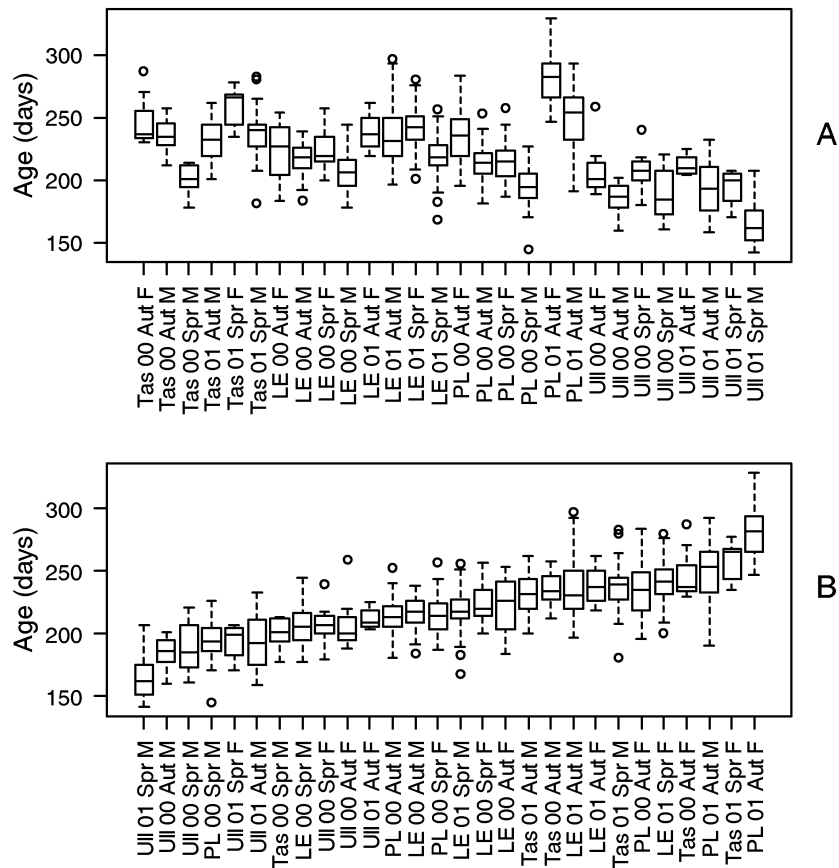 Age (days)
300
250
200
150
A
Tas 00 Aut F
Tas 00 Aut M
Tas 00 Spr M
Tas 01 Aut M
Tas 01 Spr F
Tas 01 Spr M
LE 00 Aut F
LE 00 Aut M
LE 00 Spr F
LE 00 Spr M
LE 01 Aut F
LE 01 Aut M
LE 01 Spr F
LE 01 Spr M
PL 00 Aut F
PL 00 Aut M
PL 00 Spr F
PL 00 Spr M
PL 01 Aut F
PL 01 Aut M
Ull 00 Aut F
Ull 00 Aut M
Ull 00 Spr F
Ull 00 Spr M
Ull 01 Aut F
Ull 01 Aut M
Ull 01 Spr F
Ull 01 Spr M
Age (days)
300
250
200
150
B
Ull 01 Spr M
Ull 00 Aut M
Ull 00 Spr M
PL 00 Spr M
Ull 01 Spr F
Ull 01 Aut M
Tas 00 Spr M
LE 00 Spr M
Ull 00 Spr F
Ull 00 Aut F
Ull 01 Aut F
PL 00 Aut M
LE 00 Aut M
PL 00 Spr F
LE 01 Spr M
LE 00 Spr F
LE 00 Aut F
Tas 01 Aut M
Tas 00 Aut M
LE 01 Aut M
LE 01 Aut F
Tas 01 Spr M
PL 00 Aut F
LE 01 Spr F
Tas 00 Aut F
PL 01 Aut M
Tas 01 Spr F
PL 01 Aut F